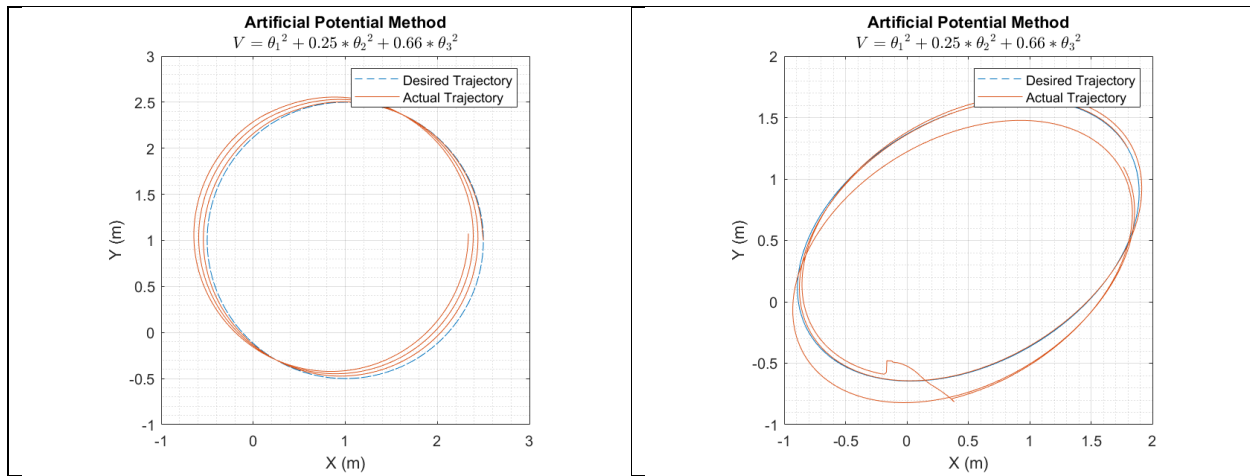 Artificial Potential Method
V = θ₁² + 0.25 * θ₂² + 0.66 * θ₃²
Desired Trajectory
Actual Trajectory
3
2.5
2
1.5
1
0.5
0
-0.5
-1
Y (m)
-1
0
1
2
3
X (m)
Artificial Potential Method
V = θ₁² + 0.25 * θ₂² + 0.66 * θ₃²
Desired Trajectory
Actual Trajectory
2
1.5
1
0.5
0
-0.5
-1
Y (m)
-1
-0.5
0
0.5
1
1.5
2
X (m)